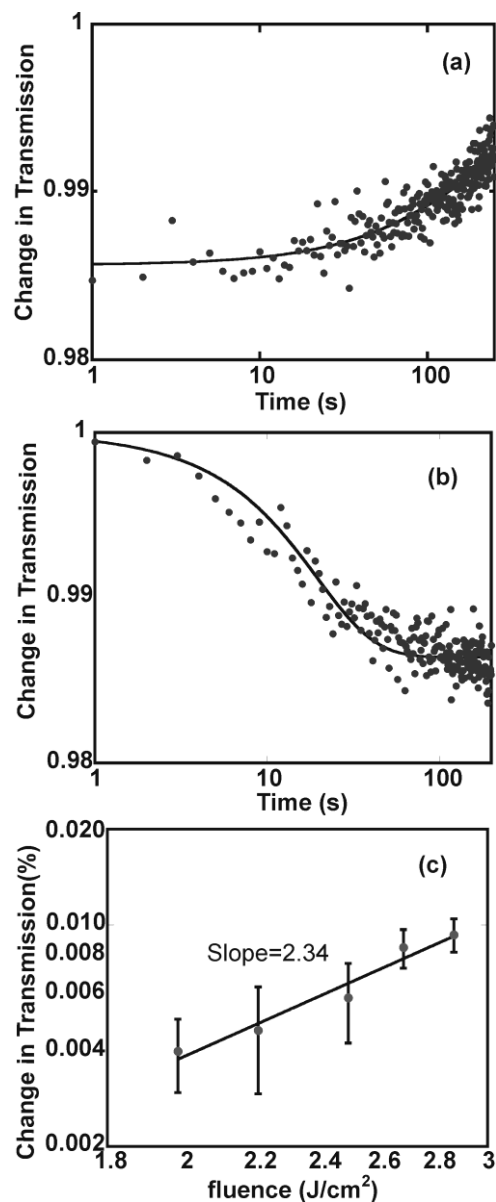 1
(a)
Change in Transmission
0.99
0.98
1
10
100
Time (s)
1
(b)
Change in Transmission
0.99
0.98
1
10
100
Time (s)
0.020
(c)
Change in Transmission(%)
0.010
0.008
Slope=2.34
0.006
0.004
0.002
1.8
2
2.2
2.4
2.6
2.8
3
fluence (J/cm²)